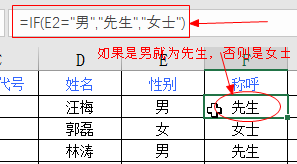 =IF(E2="男","先生","女士")
如果是男就为先生，否则是女士
D E F
代号 姓名 性别 称呼
汪梅 男 先生
郭磊 女 女士
林涛 男 先生